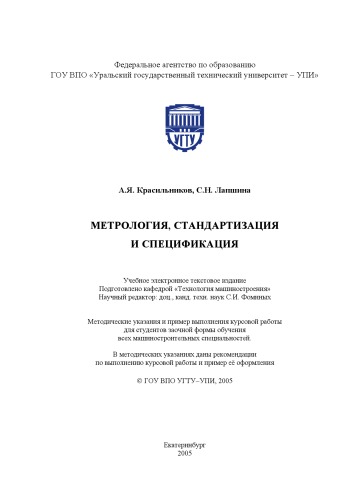 Федеральное агентство по образованию
ГОУ ВПО «Уральский государственный технический университет – УПИ»
УГТУ
А.Я. Красильников, С.Н. Лапшина
МЕТРОЛОГИЯ, СТАНДАРТИЗАЦИЯ
И СПЕЦИФИКАЦИЯ
Учебное электронное текстовое издание
Подготовлено кафедрой «Технология машиностроения»
Научный редактор: доц., канд. техн. наук С.И. Фоминых
Методические указания и пример выполнения курсовой работы
для студентов заочной формы обучения
всех машиностроительных специальностей.
В методических указаниях даны рекомендации
по выполнению курсовой работы и пример её оформления
© ГОУ ВПО УГТУ–УПИ, 2005
Екатеринбург
2005